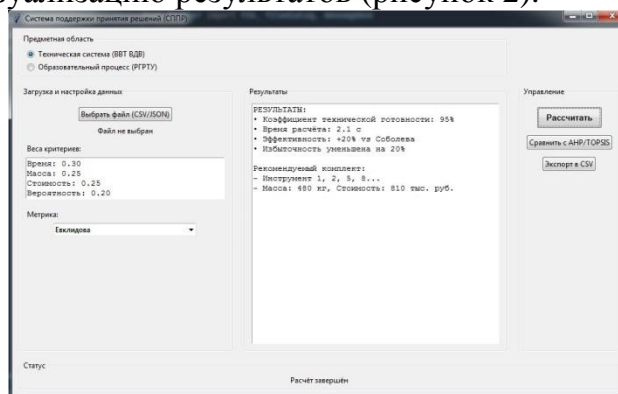 уализацию результатов (рисунок 2).
Система поддержки принятия решений (СППР)
Предметная область
Техническая система (ВВТ ВДВ)
Образовательный процесс (РГРТУ)
Загрузка и настройка данных
Выбрать файл (CSV/JSON)
Файл не выбран
Веса критериев:
Время: 0.30
Масса: 0.25
Стоимость: 0.25
Вероятность: 0.20
Метрика:
Евклидова
Результаты
РЕЗУЛЬТАТЫ:
• Коэффициент технической готовности: 95%
• Время расчёта: 2.1 с
• Эффективность: +20% vs Соболева
• Избыточность уменьшена на 20%
Рекомендуемый комплект:
- Инструмент 1, 2, 5, 8...
- Масса: 480 кг, Стоимость: 810 тыс. руб.
Управление
Рассчитать
Сравнить с AHP/TOPSIS
Экспорт в CSV
Статус
Расчёт завершён